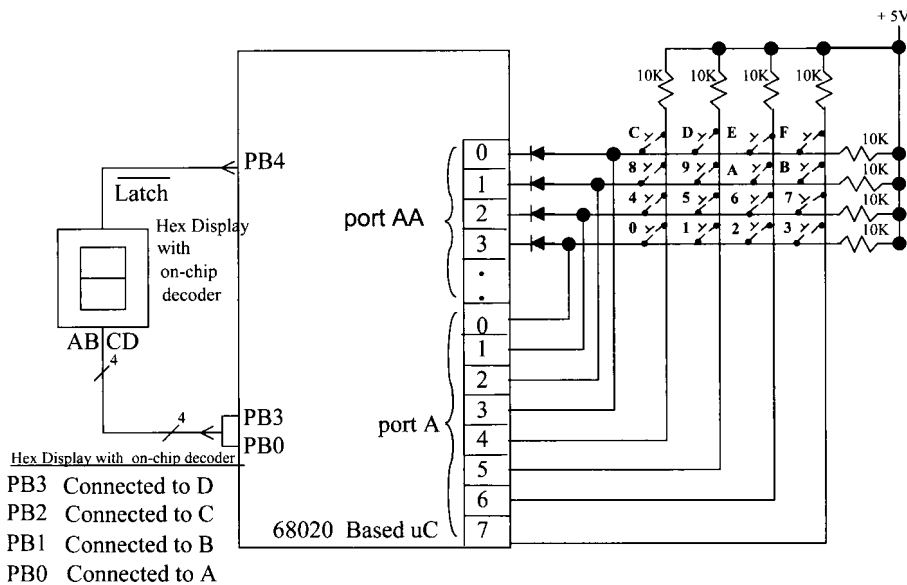 + 5V
10K 10K 10K 10K
C D E F
10K
PB4
0
8 9 A B
10K
Latch
1
4 5 6 7
10K
port AA
2
0 1 2 3
10K
3
Hex Display
with
on-chip
decoder
.
.
AB CD
4
port A
0
1
2
3
4
5
6
7
PB3
4
PB0
Hex Display with on-chip decoder
PB3 Connected to D
PB2 Connected to C
PB1 Connected to B
PB0 Connected to A
68020 Based uC